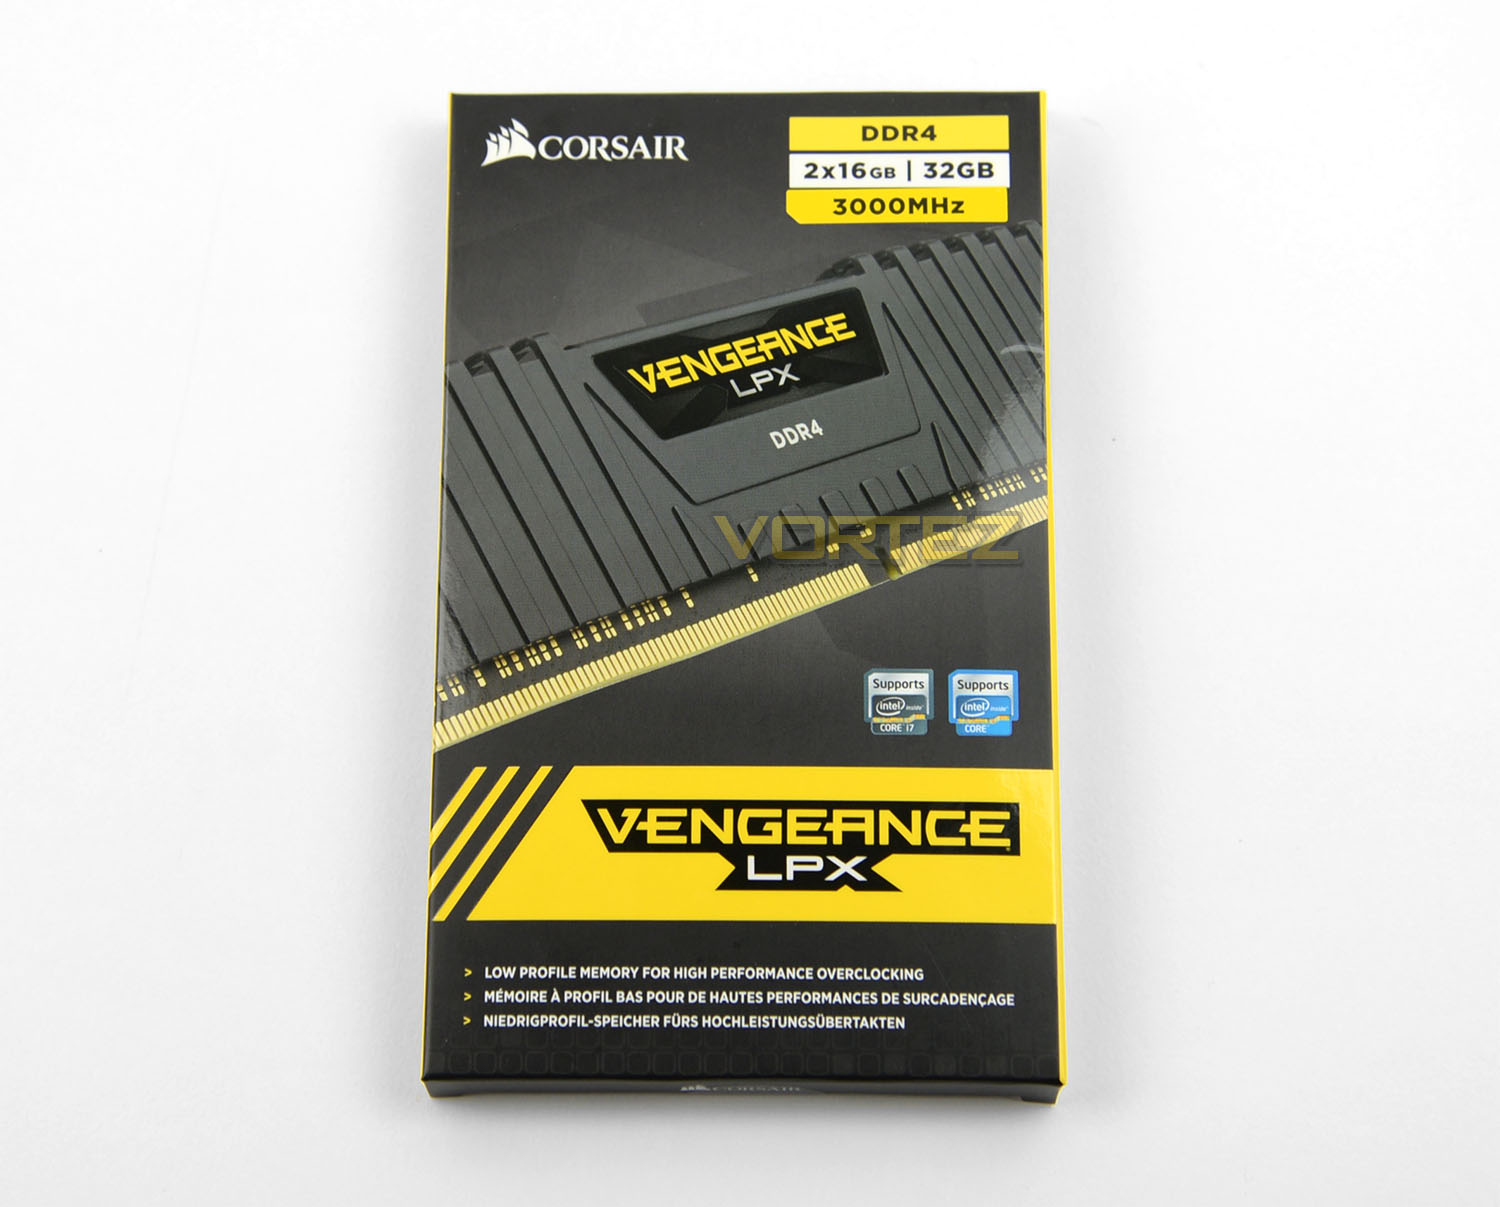 CORSAIR
DDR4
2x16GB | 32GB
3000MHz
VENGEANCE
LPX
DDR4
VORTEZ
Supports
intel inside
CORE i7
Supports
intel inside
CORE
VENGEANCE
LPX
> LOW PROFILE MEMORY FOR HIGH PERFORMANCE OVERCLOCKING
> MÉMOIRE À PROFIL BAS POUR DE HAUTES PERFORMANCES DE SURCADENÇAGE
> NIEDRIGPROFIL-SPEICHER FÜRS HOCHLEISTUNGSÜBERTAKTEN
CORSAIR